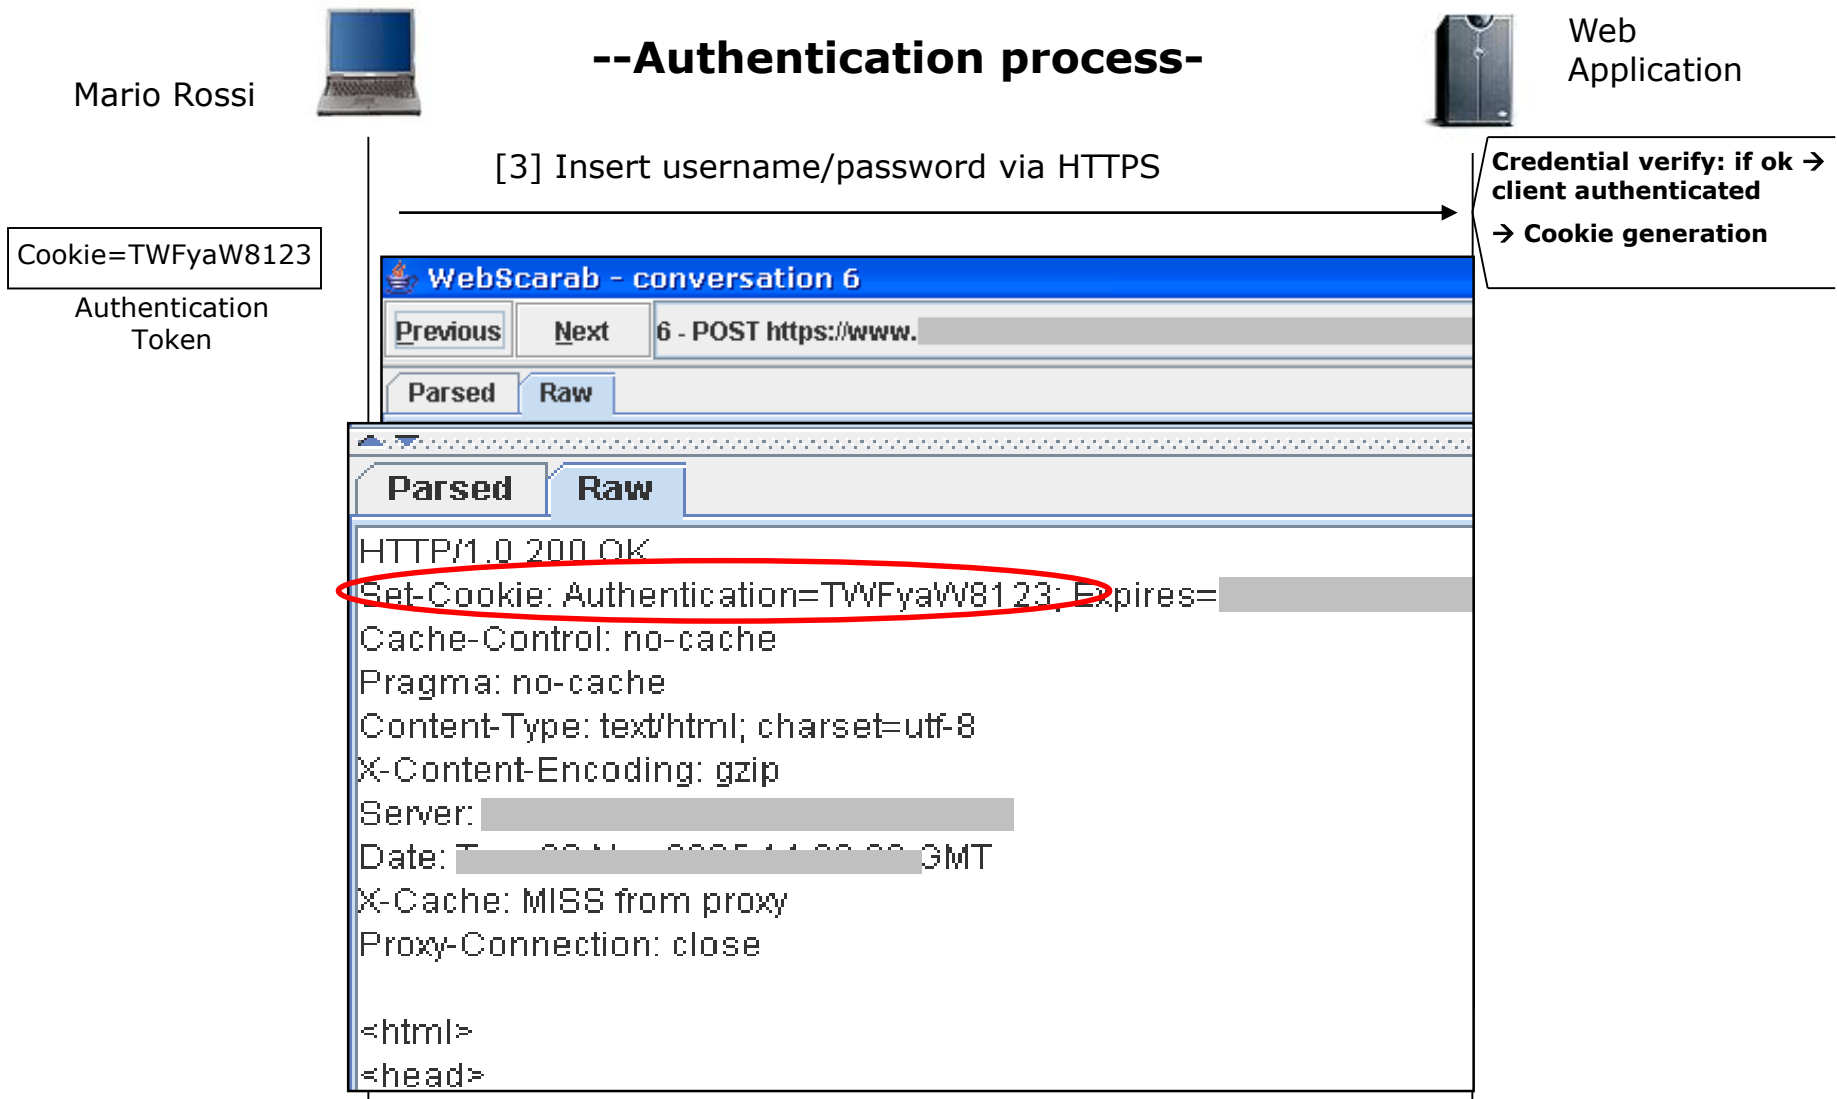 --Authentication process-
Mario Rossi
Web
Application
[3] Insert username/password via HTTPS
Credential verify: if ok →
client authenticated
→ Cookie generation
Cookie=TWFyaW8123
Authentication
Token
WebScarab - conversation 6
Previous Next 6 - POST https://www.
Parsed Raw
Parsed Raw
HTTP/1.0 200 OK
Set-Cookie: Authentication=TWFyaW8123; Expires=
Cache-Control: no-cache
Pragma: no-cache
Content-Type: text/html; charset=utf-8
X-Content-Encoding: gzip
Server:
Date: GMT
X-Cache: MISS from proxy
Proxy-Connection: close
<html>
<head>